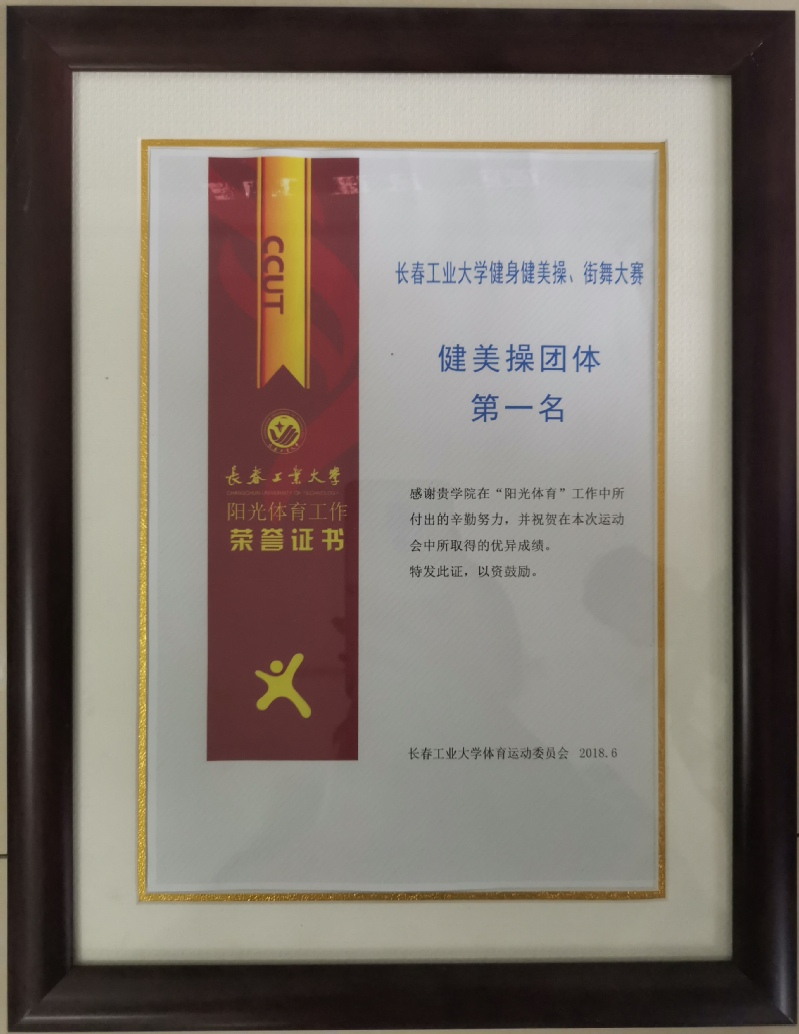 CCUT
长春工业大学
CHANGCHUN UNIVERSITY OF TECHNOLOGY
阳光体育工作
荣誉证书
长春工业大学健身健美操、街舞大赛
健美操团体
第一名
感谢贵学院在“阳光体育”工作中所
付出的辛勤努力，并祝贺在本次运动
会中所取得的优异成绩。
特发此证，以资鼓励。
长春工业大学体育运动委员会 2018.6